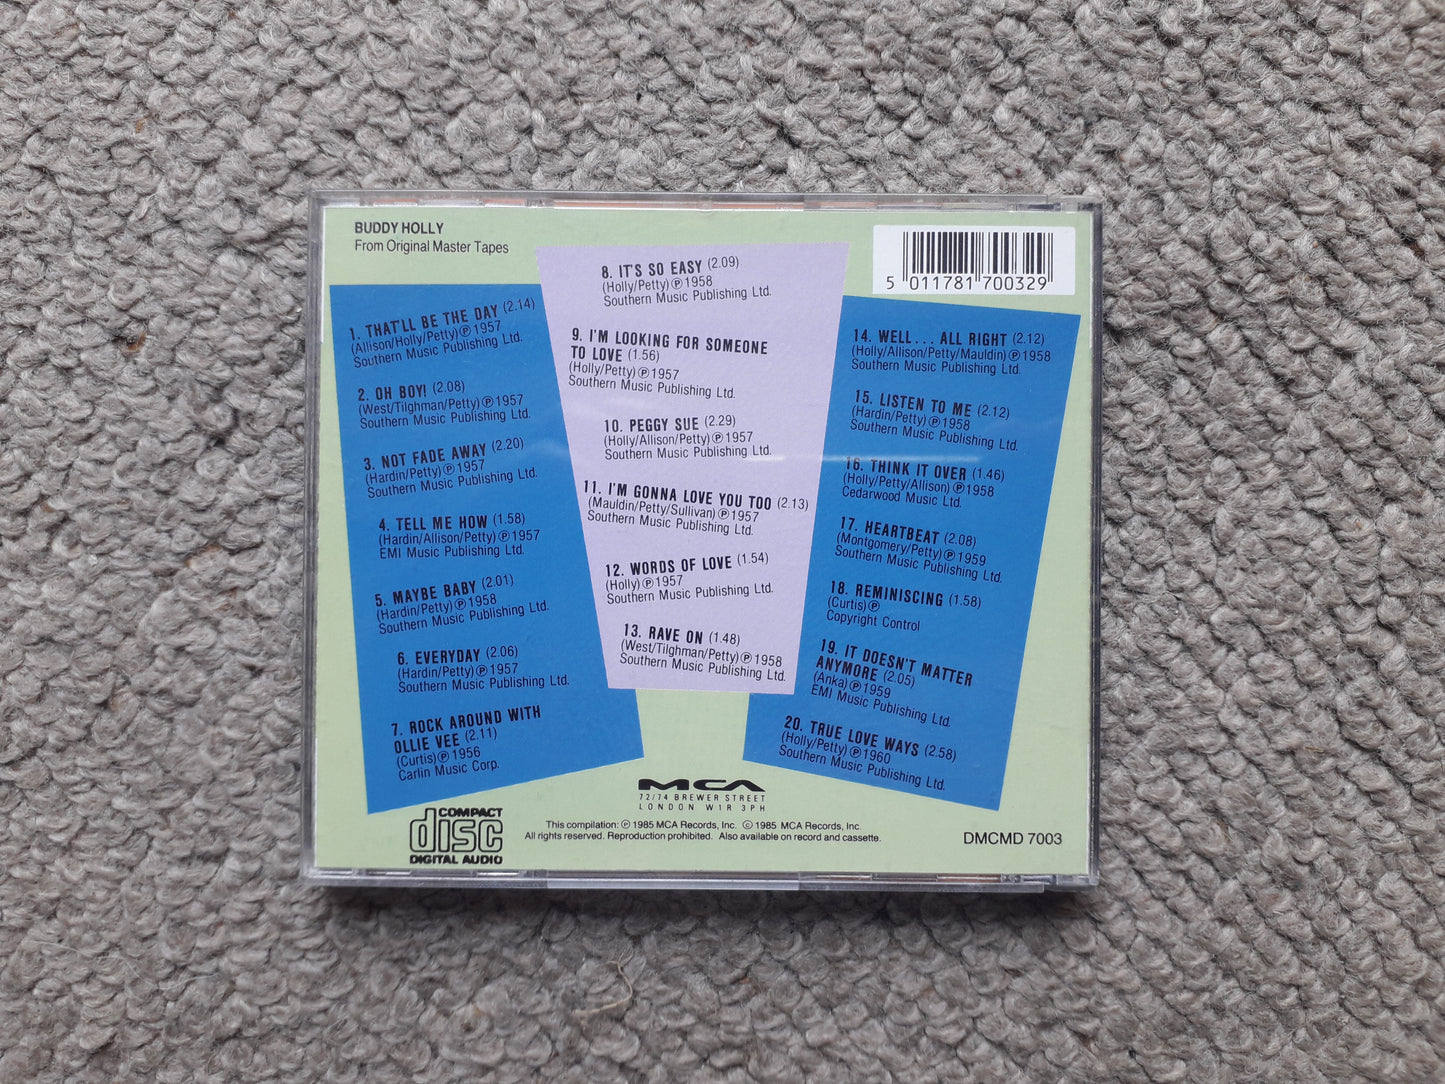 BUDDY HOLLY
From Original Master Tapes
1. THAT'LL BE THE DAY (2.14)
(Allison/Holly/Petty) Ⓟ 1957
Southern Music Publishing Ltd.
2. OH BOY! (2.08)
(West/Tilghman/Petty) Ⓟ 1957
Southern Music Publishing Ltd.
3. NOT FADE AWAY (2.20)
(Hardin/Petty) Ⓟ 1957
Southern Music Publishing Ltd.
4. TELL ME HOW (1.58)
(Hardin/Allison/Petty) Ⓟ 1957
EMI Music Publishing Ltd.
5. MAYBE BABY (2.01)
(Hardin/Petty) Ⓟ 1958
Southern Music Publishing Ltd.
6. EVERYDAY (2.06)
(Hardin/Petty) Ⓟ 1957
Southern Music Publishing Ltd.
7. ROCK AROUND WITH
OLLIE VEE (2.11)
(Curtis) Ⓟ 1956
Carlin Music Corp.
8. IT'S SO EASY (2.09)
(Holly/Petty) Ⓟ 1958
Southern Music Publishing Ltd.
9. I'M LOOKING FOR SOMEONE
TO LOVE (1.56)
(Holly/Petty) Ⓟ 1957
Southern Music Publishing Ltd.
10. PEGGY SUE (2.29)
(Holly/Allison/Petty) Ⓟ 1957
Southern Music Publishing Ltd.
11. I'M GONNA LOVE YOU TOO (2.13)
(Mauldin/Petty/Sullivan) Ⓟ 1957
Southern Music Publishing Ltd.
12. WORDS OF LOVE (1.54)
(Holly) Ⓟ 1957
Southern Music Publishing Ltd.
13. RAVE ON (1.48)
(West/Tilghman/Petty) Ⓟ 1958
Southern Music Publishing Ltd.
5 011781 700329
14. WELL... ALL RIGHT (2.12)
(Holly/Allison/Petty/Mauldin) Ⓟ 1958
Southern Music Publishing Ltd.
15. LISTEN TO ME (2.12)
(Hardin/Petty) Ⓟ 1958
Southern Music Publishing Ltd.
16. THINK IT OVER (1.46)
(Holly/Petty/Allison) Ⓟ 1958
Cedarwood Music Ltd.
17. HEARTBEAT (2.08)
(Montgomery/Petty) Ⓟ 1959
Southern Music Publishing Ltd.
18. REMINISCING (1.58)
(Curtis) Ⓟ
Copyright Control
19. IT DOESN'T MATTER
ANYMORE (2.05)
(Anka) Ⓟ 1959
EMI Music Publishing Ltd.
20. TRUE LOVE WAYS (2.58)
(Holly/Petty) Ⓟ 1960
Southern Music Publishing Ltd.
COMPACT
disc
DIGITAL AUDIO
MCA
72/74 BREWER STREET
LONDON W1R 3PH
This compilation: Ⓟ 1985 MCA Records, Inc. © 1985 MCA Records, Inc.
All rights reserved. Reproduction prohibited. Also available on record and cassette.
DMCMD 7003